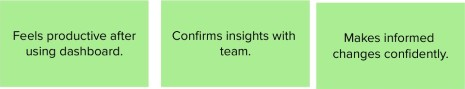 Feels productive after
using dashboard.
Confirms insights with
team.
Makes informed
changes confidently.